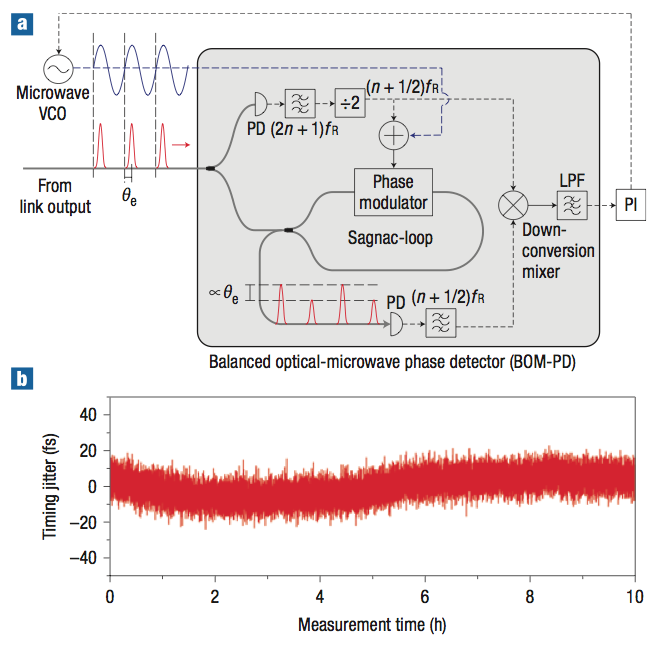 a
Microwave
VCO
From
link output
θe
PD (2n + 1)fR
÷2
(n + 1/2)fR
Phase
modulator
Sagnac-loop
LPF
PI
Down-
conversion
mixer
∝ θe
PD (n + 1/2)fR
Balanced optical-microwave phase detector (BOM-PD)
b
Timing jitter (fs)
40
20
0
−20
−40
0 2 4 6 8 10
Measurement time (h)